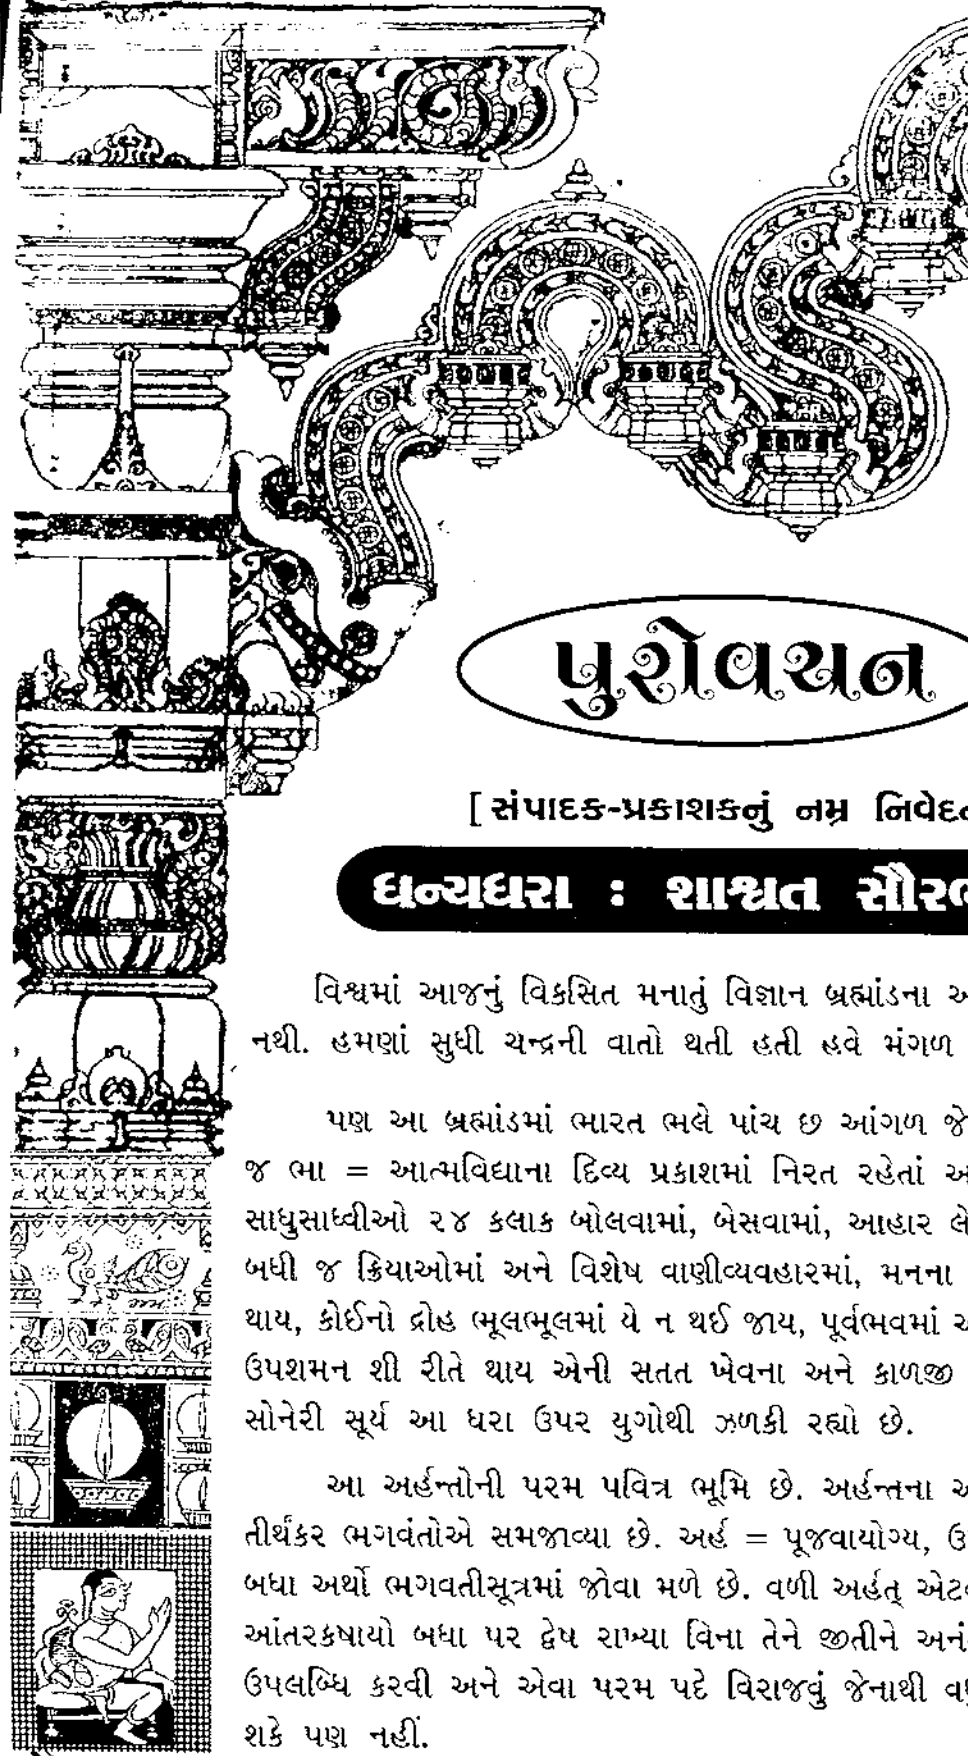 પુરોવચન
[સંપાદક-પ્રકાશકનું નમ્ર
ધન્યધરા : શાશ્વત
વિશ્વમાં આજનું વિકસિત મનાતું વિજ્ઞાન બ્રહ્માંડના
નથી. હમણાં સુધી ચન્દ્રની વાતો થતી હતી હવે મંગળ
પણ આ બ્રહ્માંડમાં ભારત ભલે પાંચ છ આંગળ
જ ભા = આત્મવિદ્યાના દિવ્ય પ્રકાશમાં નિરત રહેતાં
સાધુસાધ્વીઓ ૨૪ કલાક બોલવામાં, બેસવામાં, આહાર
બધી જ ક્રિયાઓમાં અને વિશેષ વાણીવ્યવહારમાં, મનના
થાય, કોઈનો દ્રોહ ભૂલભૂલમાં યે ન થઈ જાય, પૂર્વભવમાં
ઉપશમન શી રીતે થાય એની સતત ખેવના અને કાળજી
સોનેરી સૂર્ય આ ધરા ઉપર યુગોથી ઝળકી રહ્યો છે.
આ અર્હન્તોની પરમ પવિત્ર ભૂમિ છે. અર્હન્તના
તીર્થંકર ભગવંતોએ સમજાવ્યા છે. અર્હ = પૂજવાયોગ્ય,
બધા અર્થો ભગવતીસૂત્રમાં જોવા મળે છે. વળી અર્હત્
આંતરકષાયો બધા પર દ્વેષ રાખ્યા વિના તેને જીતીને
ઉપલબ્ધિ કરવી અને એવા પરમ પદે વિરાજવું જેનાથી
શકે પણ નહીં.